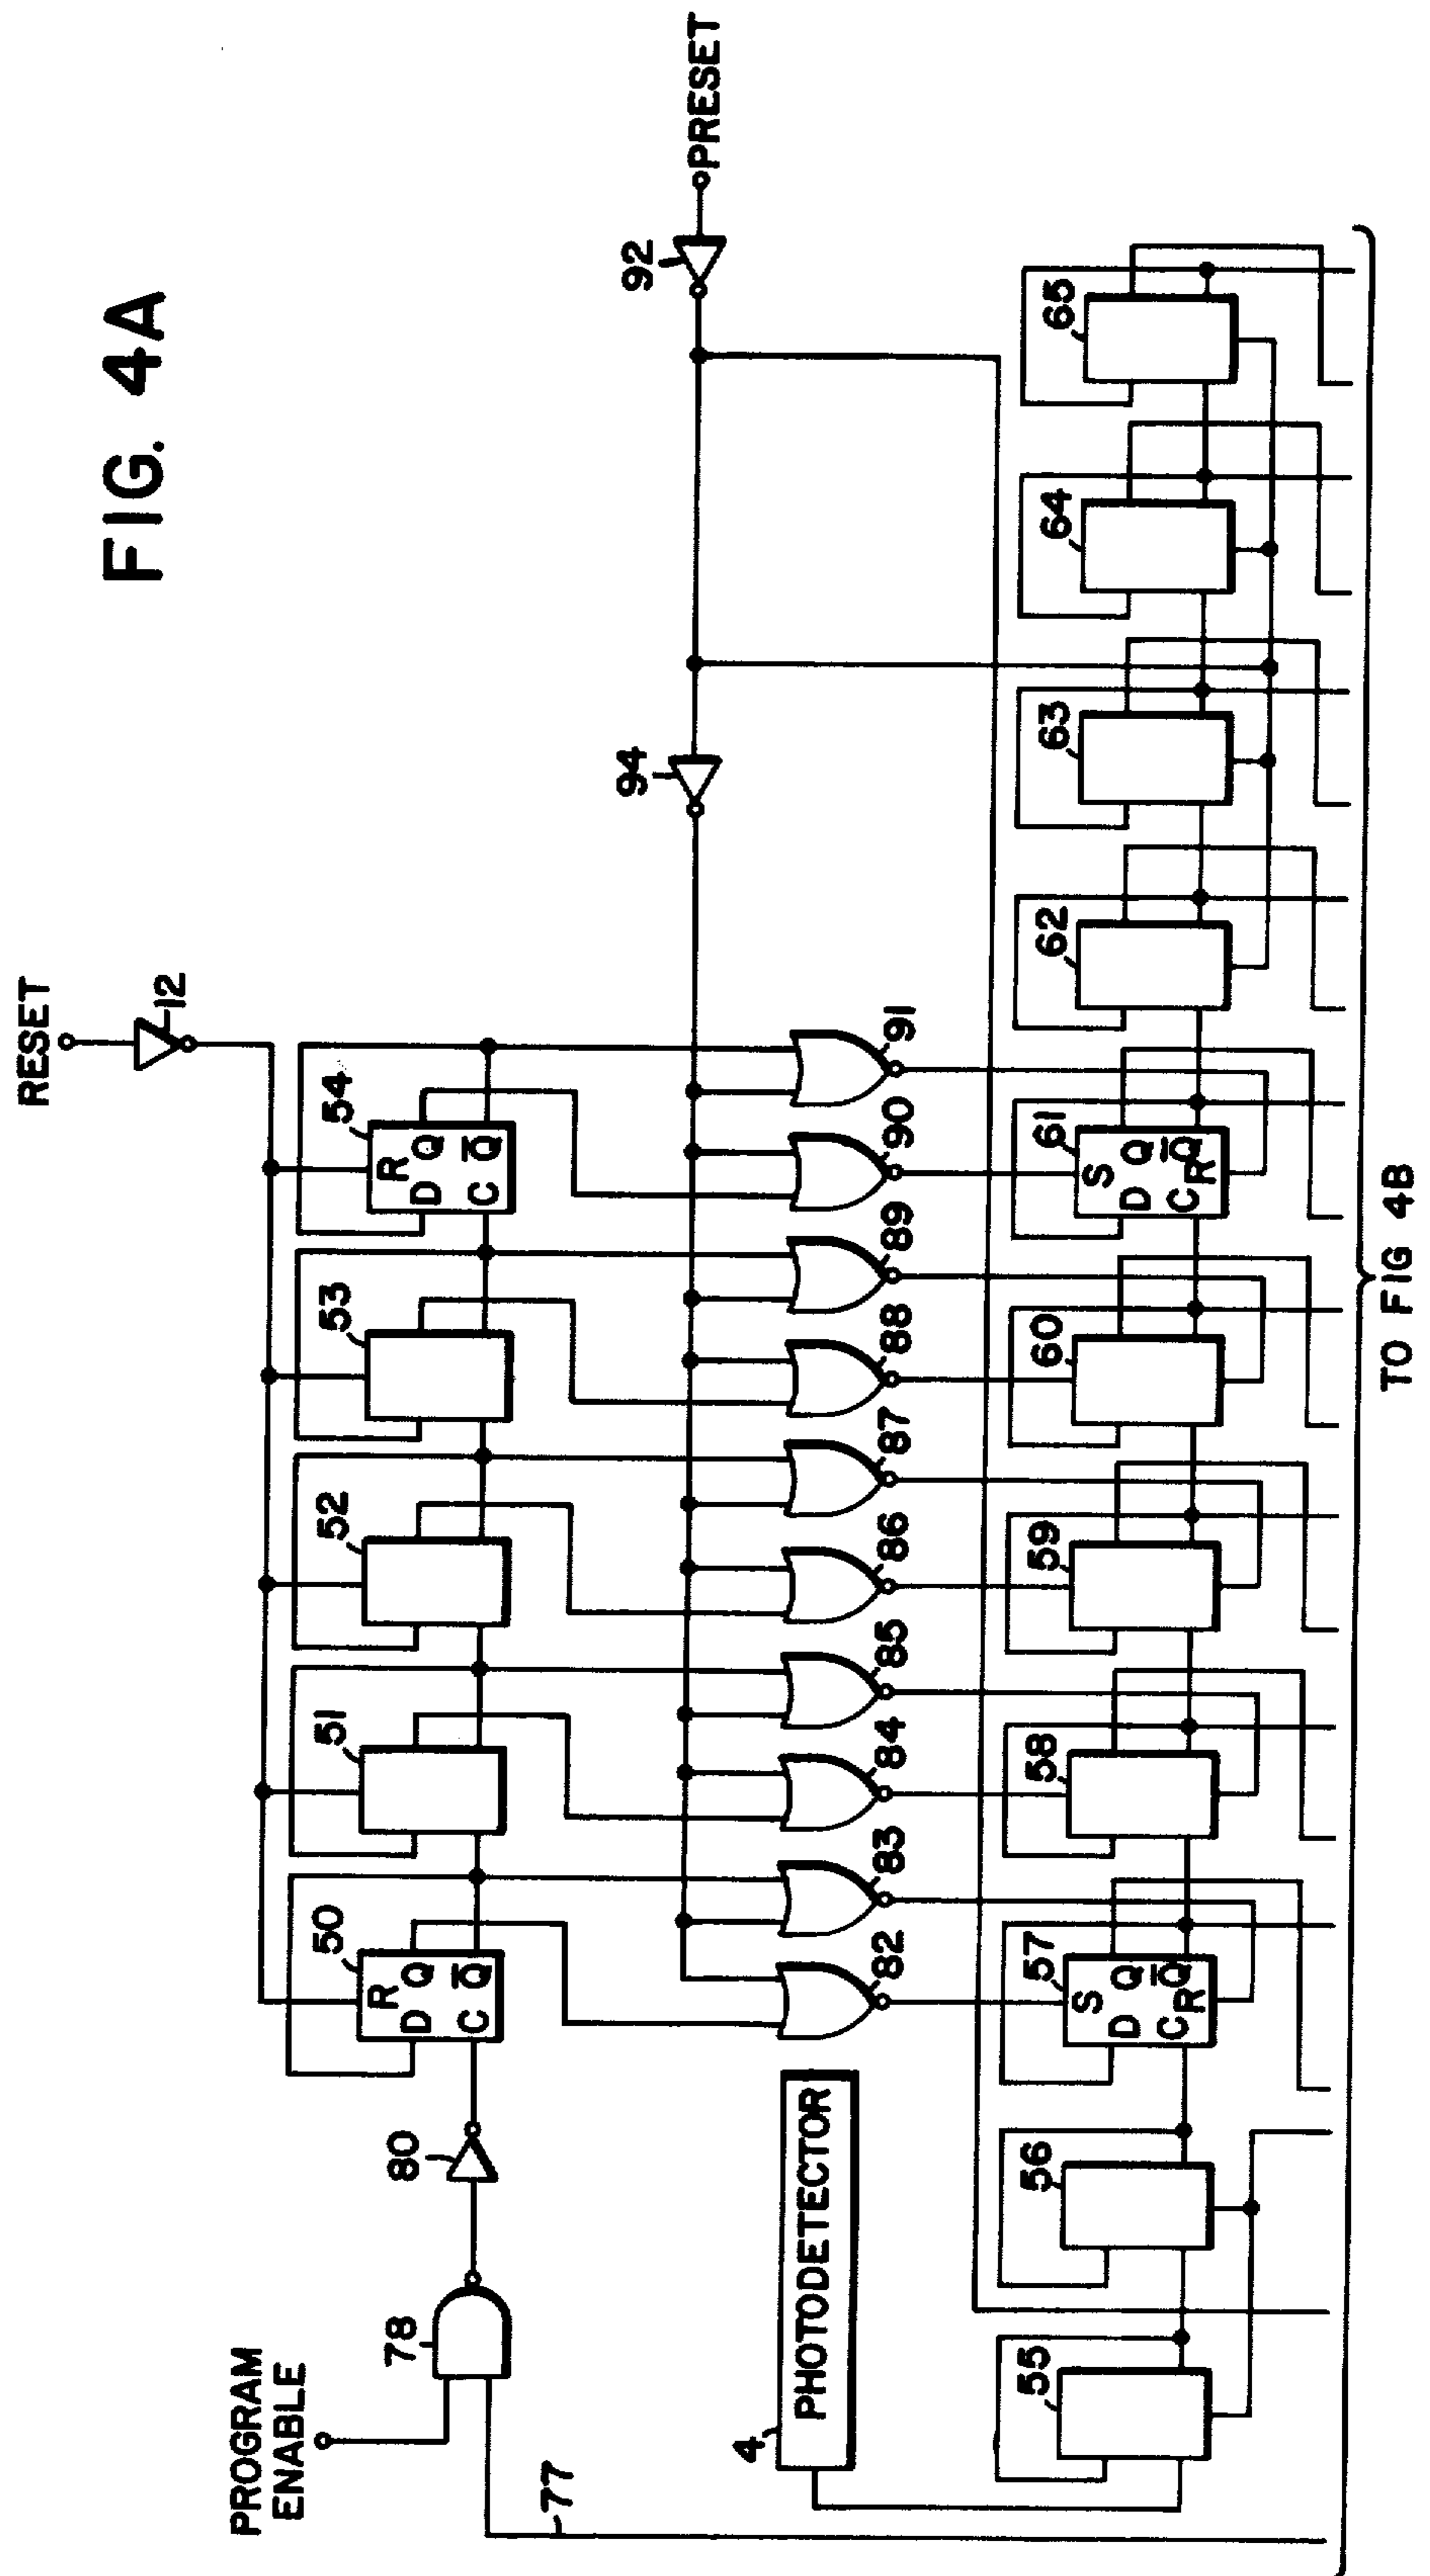 FIG. 4A
RESET
12
PROGRAM
ENABLE
77
78
80
50
51
52
53
54
R
D Q
C Q̅
R
D Q
C Q̅
92
PRESET
94
4
PHOTODETECTOR
82
83
84
85
86
87
88
89
90
91
55
56
57
58
59
60
61
62
63
64
65
S
D Q
C Q̅
R
S
D Q
C Q̅
R
TO FIG 4B